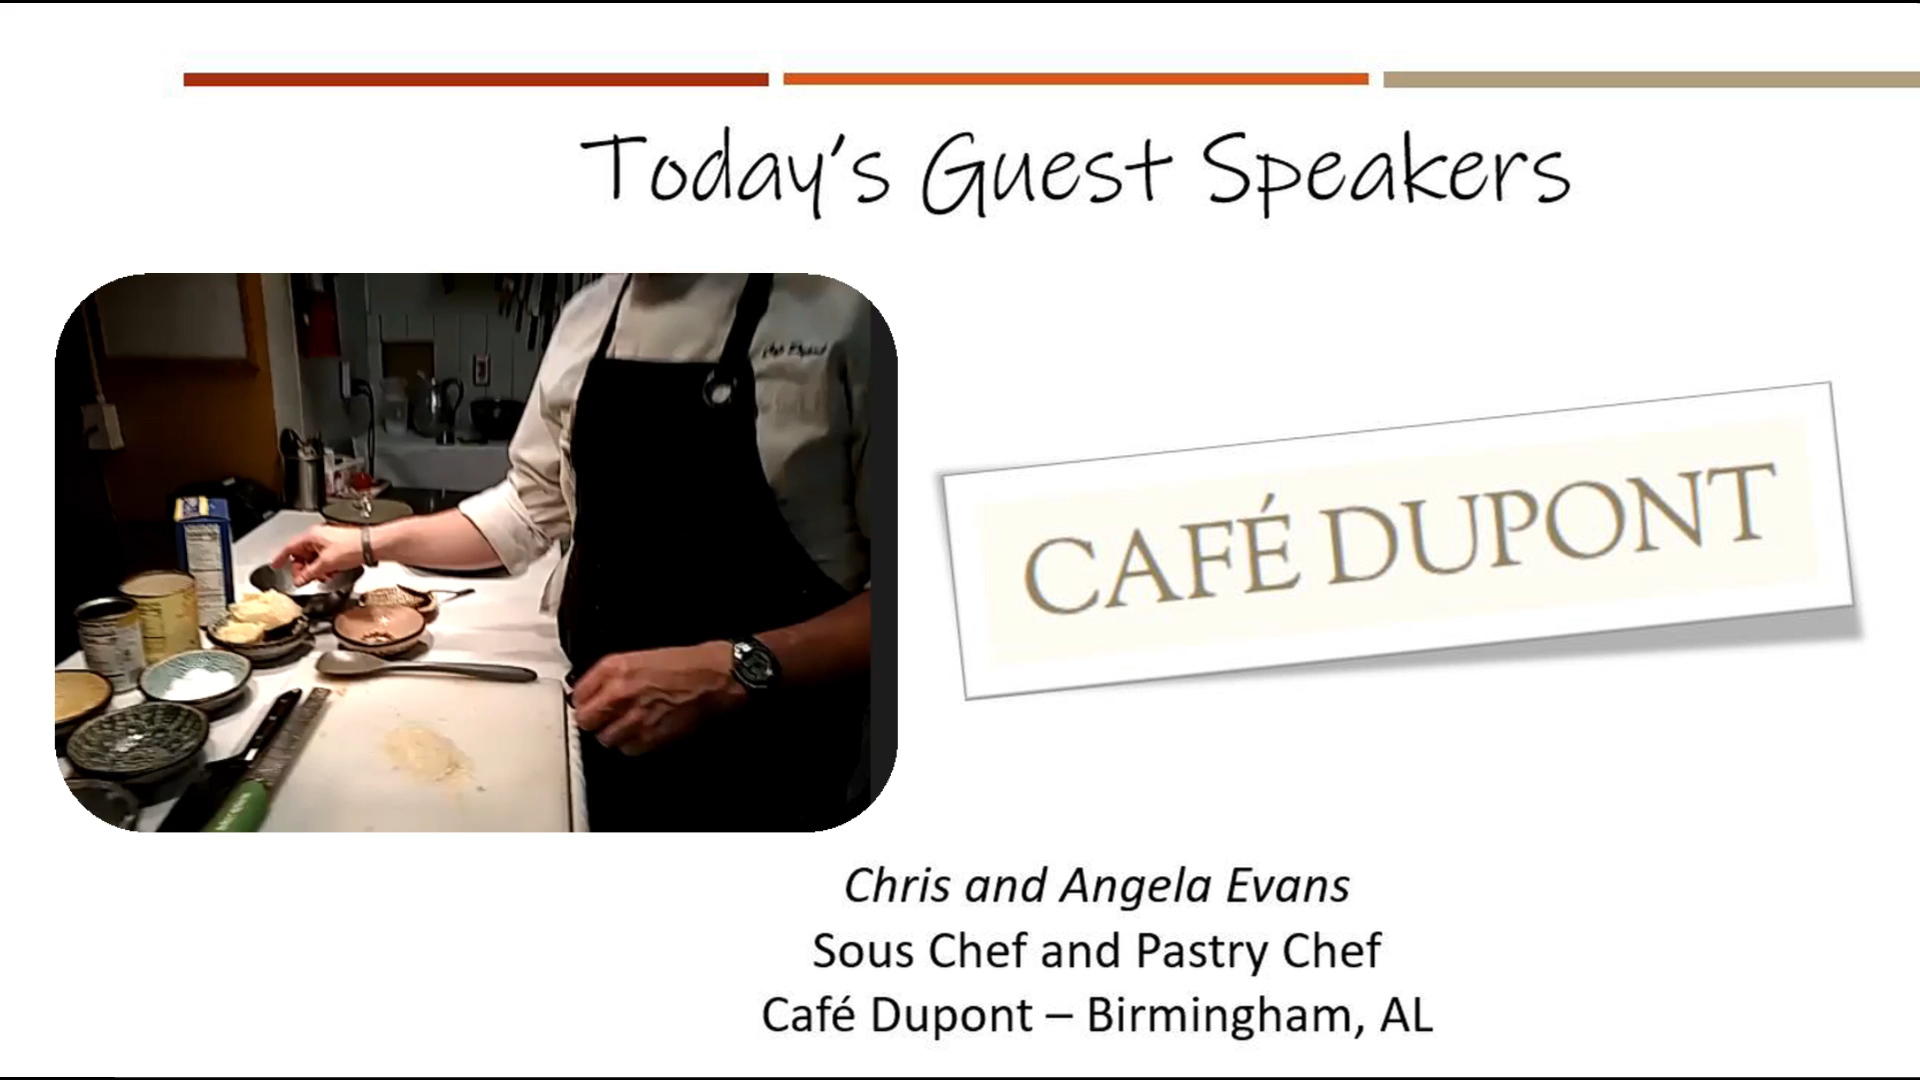 Today's Guest Speakers
CAFÉ DUPONT
Chris and Angela Evans
Sous Chef and Pastry Chef
Café Dupont – Birmingham, AL